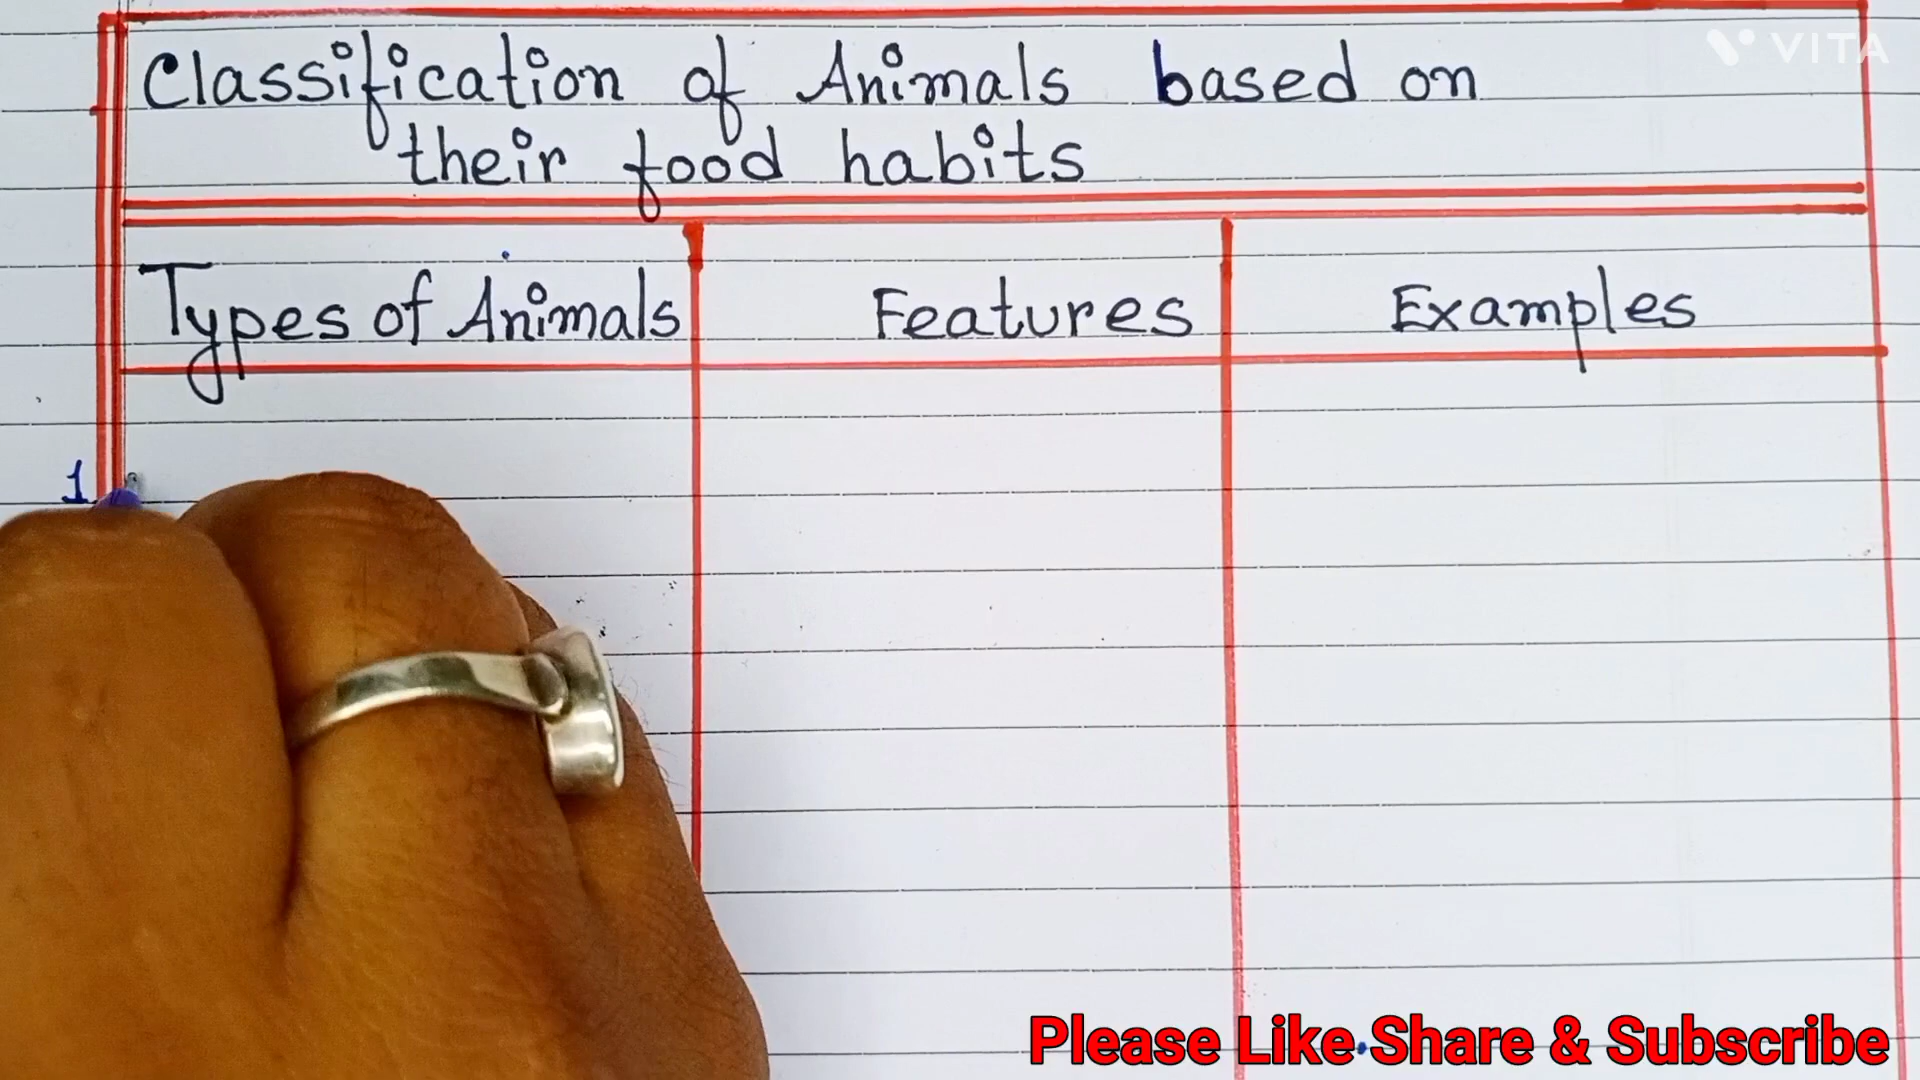 VITA
Classification of Animals based on
their food habits
Types of Animals Features Examples
1
Please Like Share & Subscribe